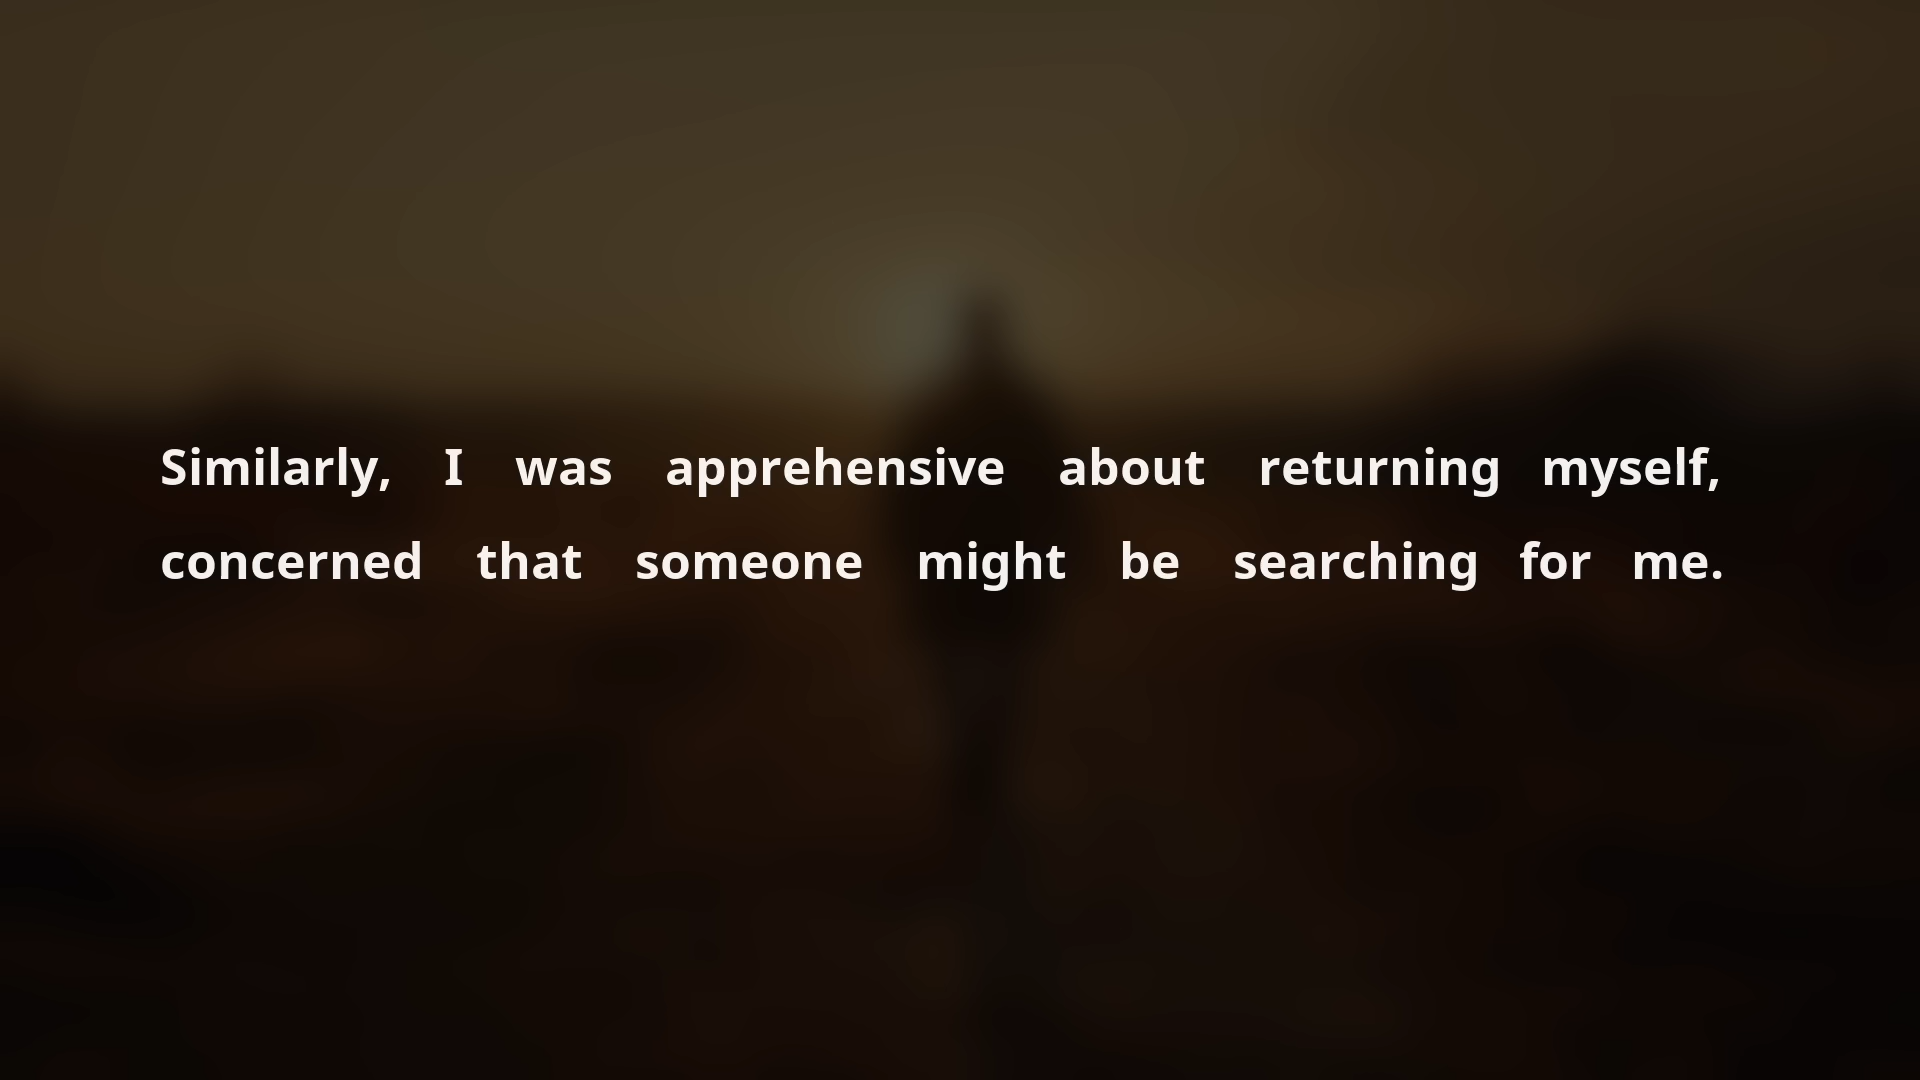 Similarly, I was apprehensive about returning myself,
concerned that someone might be searching for me.